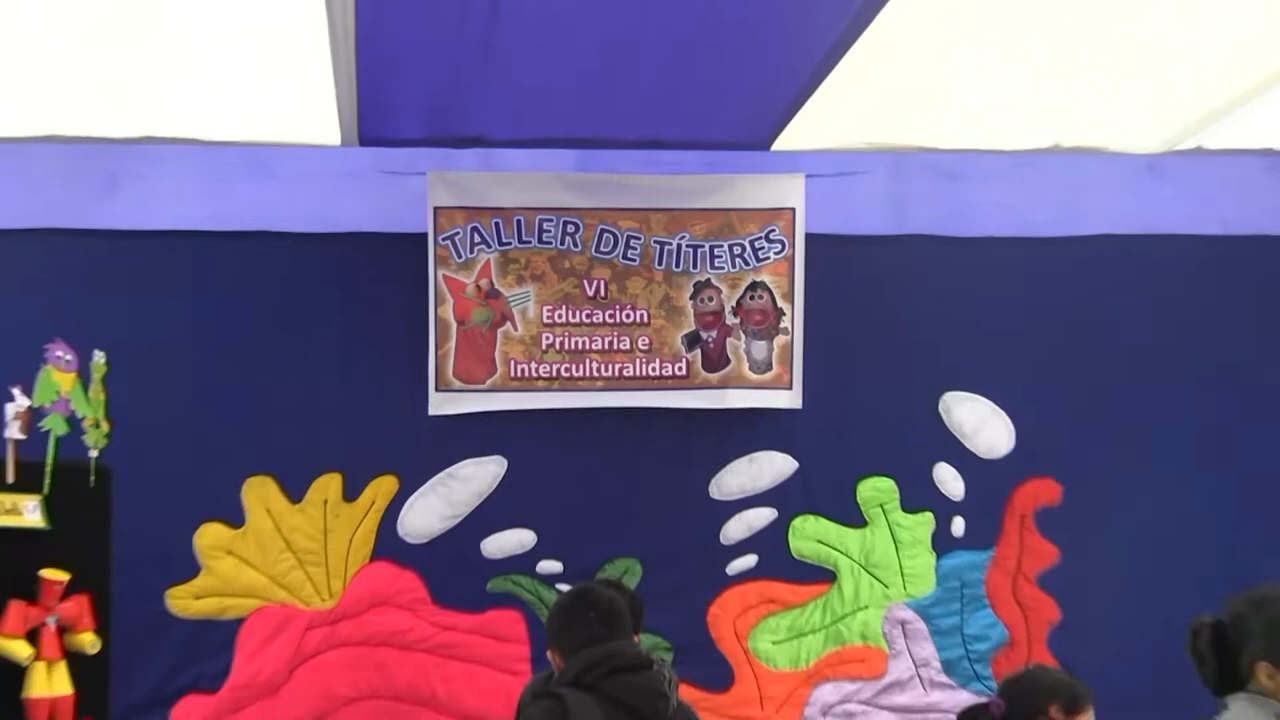 TALLER DE TÍTERES
VI
Educación
Primaria e
Interculturalidad